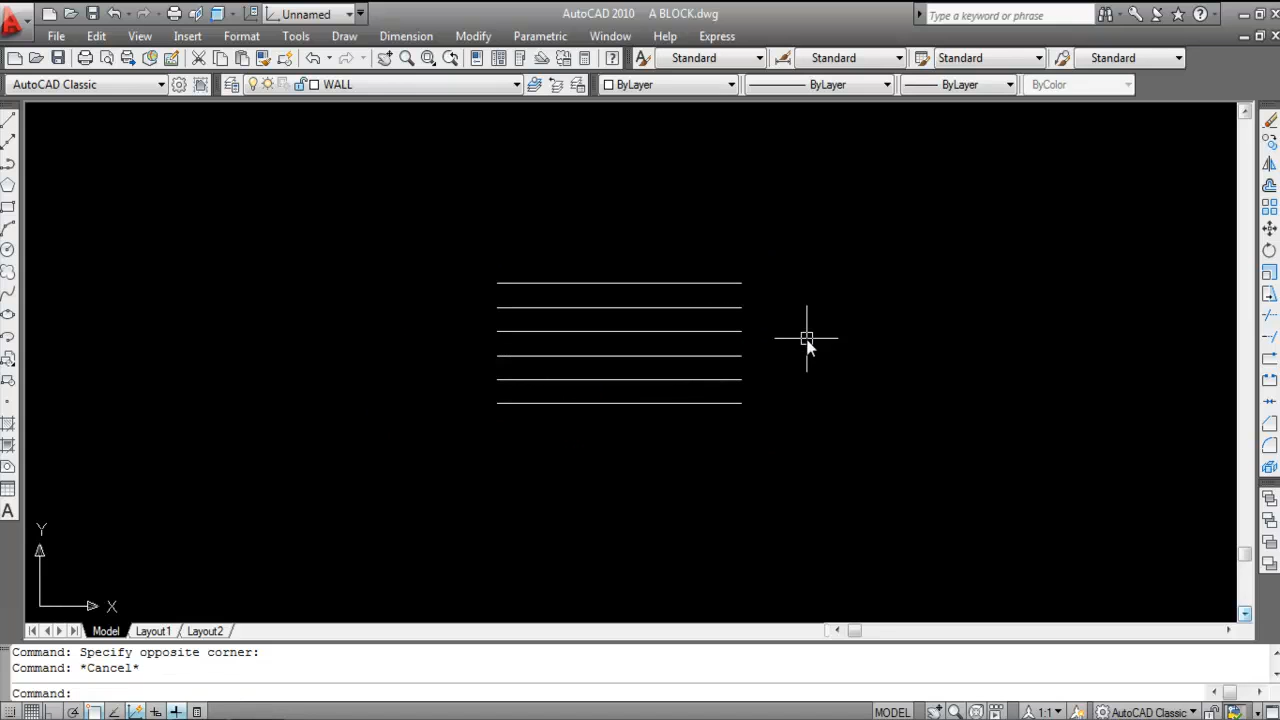 Unnamed AutoCAD 2010 A BLOCK.dwg Type a keyword or phrase
File Edit View Insert Format Tools Draw Dimension Modify Parametric Window Help Express
Standard Standard Standard Standard
AutoCAD Classic WALL ByLayer ByLayer ByLayer ByColor
Y
X
Model Layout1 Layout2
Command: Specify opposite corner:
Command: *Cancel*
Command:
MODEL 1:1 AutoCAD Classic